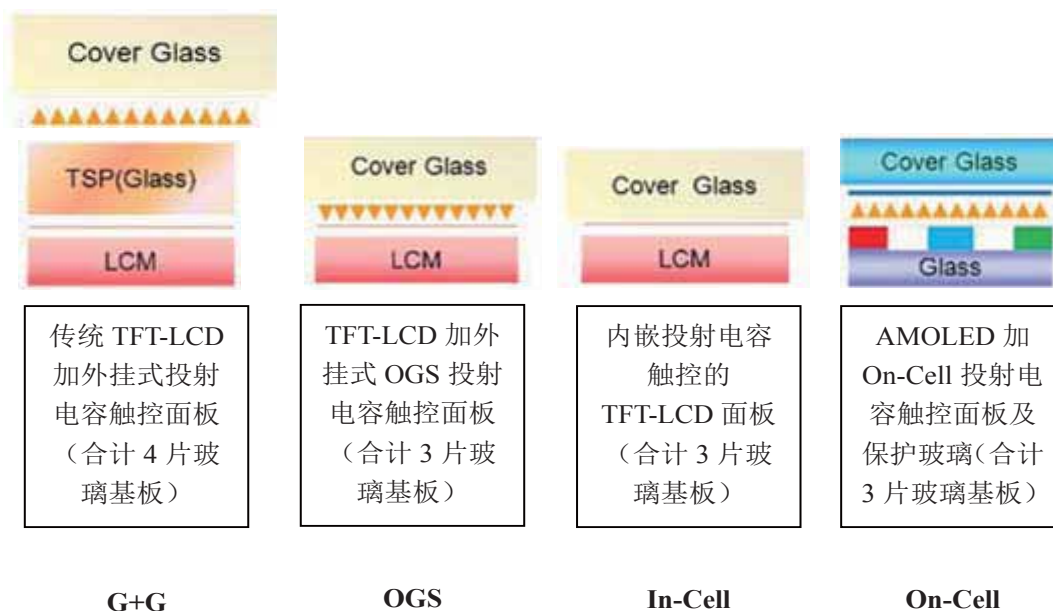 Cover Glass
TSP(Glass)
LCM
Cover Glass
LCM
Cover Glass
LCM
Cover Glass
Glass
传统 TFT-LCD
加外挂式投射
电容触控面板
（合计 4 片玻
璃基板）
TFT-LCD 加外
挂式 OGS 投射
电容触控面板
（合计 3 片玻
璃基板）
内嵌投射电容
触控的
TFT-LCD 面板
（合计 3 片玻
璃基板）
AMOLED 加
On-Cell 投射电
容触控面板及
保护玻璃（合计
3 片玻璃基板）
G+G
OGS
In-Cell
On-Cell